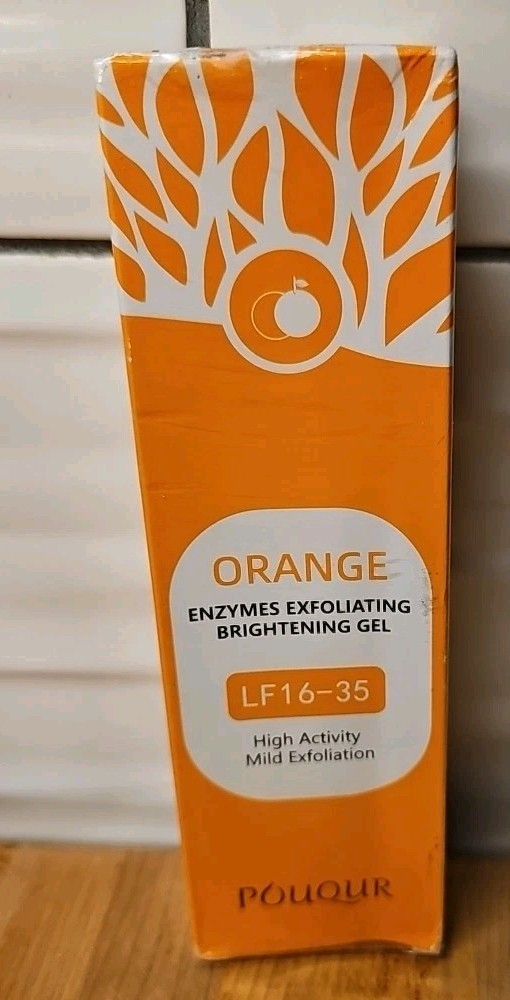 ORANGE
ENZYMES EXFOLIATING
BRIGHTENING GEL
LF16-35
High Activity
Mild Exfoliation
POUQUR